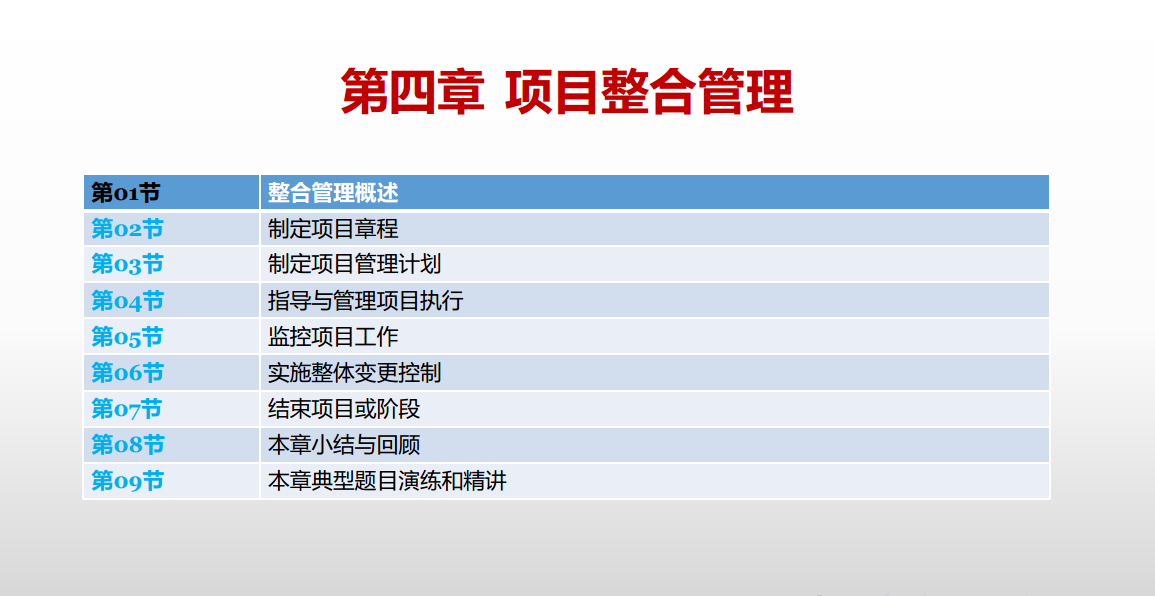 第四章 项目整合管理
第01节 整合管理概述
第02节 制定项目章程
第03节 制定项目管理计划
第04节 指导与管理项目执行
第05节 监控项目工作
第06节 实施整体变更控制
第07节 结束项目或阶段
第08节 本章小结与回顾
第09节 本章典型题目演练和精讲